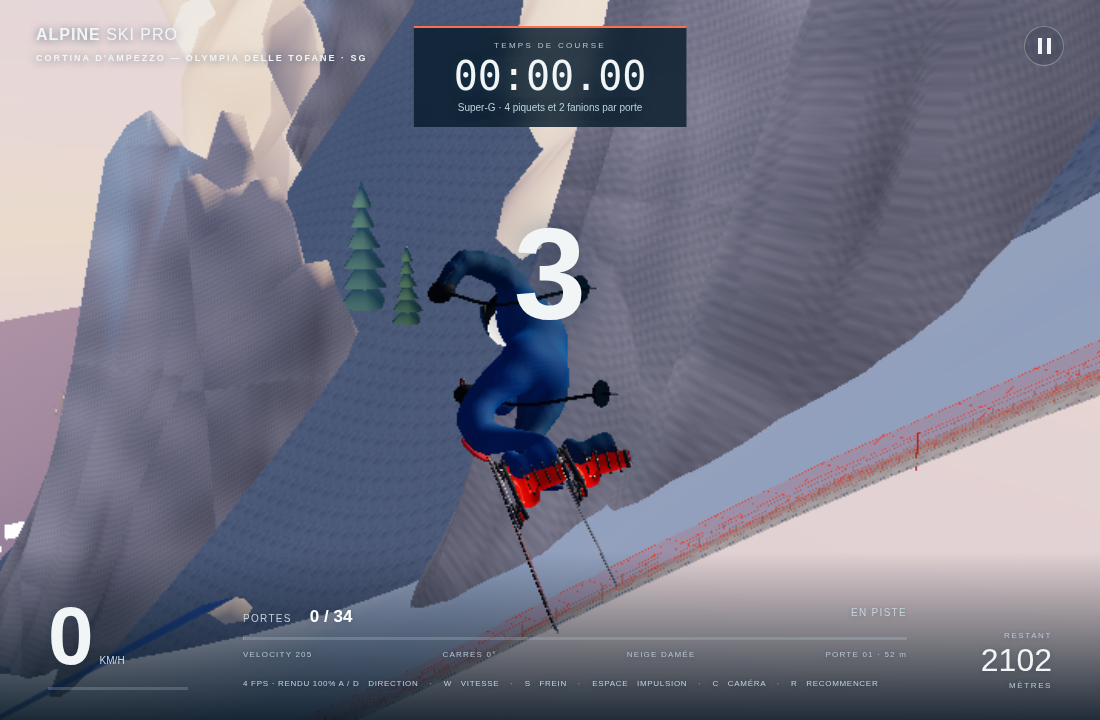 ALPINE SKI PRO
CORTINA D'AMPEZZO — OLYMPIA DELLE TOFANE · SG
TEMPS DE COURSE
00:00.00
Super-G · 4 piquets et 2 fanions par porte
3
0 KM/H
PORTES 0 / 34
EN PISTE
VELOCITY 205 CARRES 0° NEIGE DAMÉE PORTE 01 · 52 m
4 FPS · RENDU 100% A / D DIRECTION · W VITESSE · S FREIN · ESPACE IMPULSION · C CAMÉRA · R RECOMMENCER
RESTANT
2102
MÈTRES